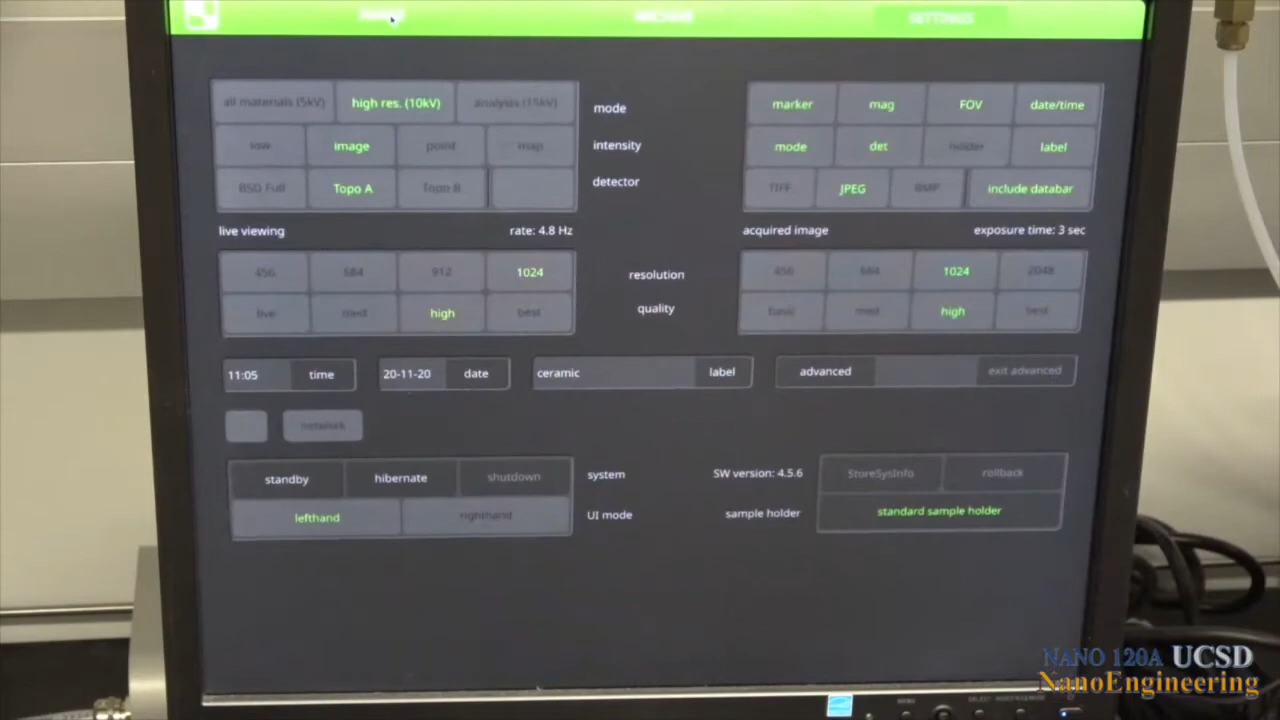 SETTINGS
all materials (5kV) high res. (10kV) analysis (15kV) mode marker mag FOV date/time
low image point map intensity mode det holder label
BSD Full Topo A Topo B detector TIFF JPEG BMP include databar
live viewing rate: 4.8 Hz acquired image exposure time: 3 sec
456 684 912 1024 resolution 456 684 1024 2048
live med high best quality basic med high best
11:05 time 20-11-20 date ceramic label advanced exit advanced
network
standby hibernate shutdown system SW version: 4.5.6 StoreSysInfo rollback
lefthand righthand UI mode sample holder standard sample holder
NANO 120A UCSD
NanoEngineering